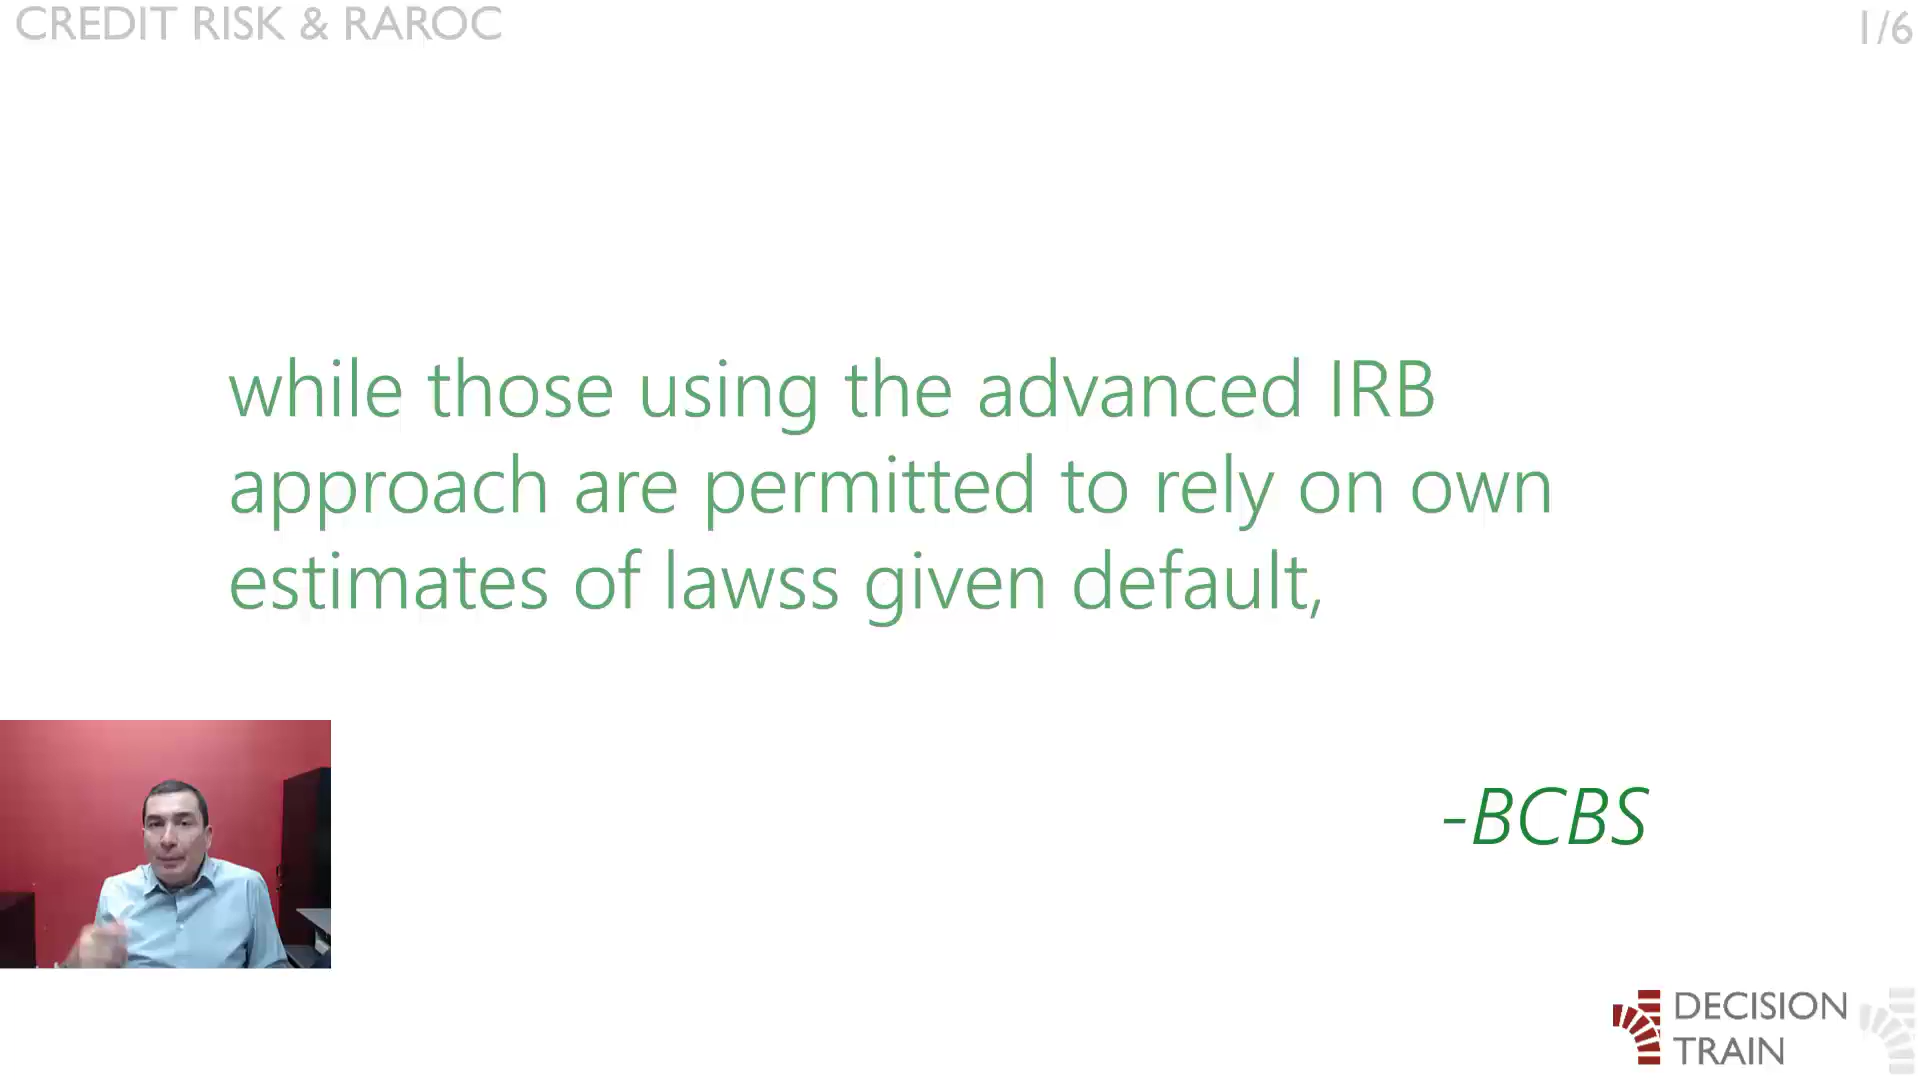 CREDIT RISK & RAROC
1/6
while those using the advanced IRB
approach are permitted to rely on own
estimates of lawss given default,
-BCBS
DECISION
TRAIN